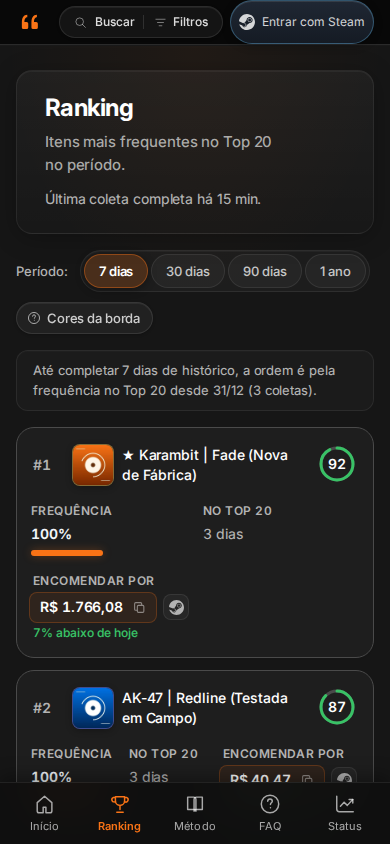 Buscar Filtros Entrar com Steam
Ranking
Itens mais frequentes no Top 20
no período.
Última coleta completa há 15 min.
Período: 7 dias 30 dias 90 dias 1 ano
Cores da borda
Até completar 7 dias de histórico, a ordem é pela
frequência no Top 20 desde 31/12 (3 coletas).
#1 ★ Karambit | Fade (Nova
de Fábrica) 92
FREQUÊNCIA NO TOP 20
100% 3 dias
ENCOMENDAR POR
R$ 1.766,08
7% abaixo de hoje
#2 AK-47 | Redline (Testada
em Campo) 87
FREQUÊNCIA NO TOP 20 ENCOMENDAR POR
100% 3 dias R$ 40,47
Início Ranking Método FAQ Status